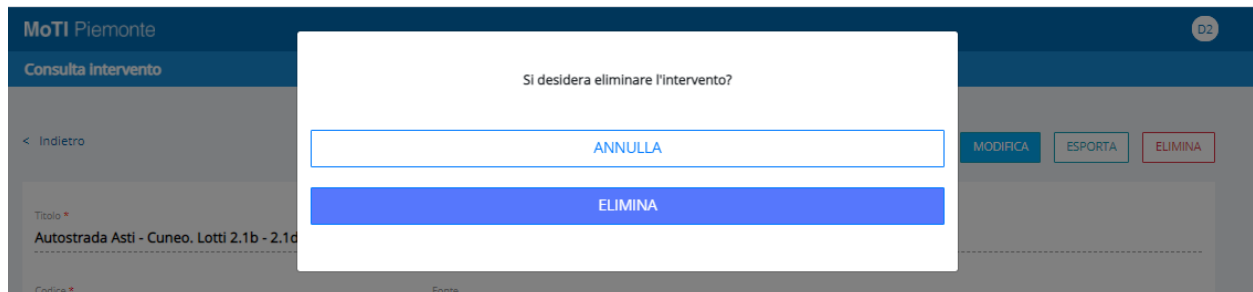 MoTI Piemonte
D2
Consulta Intervento
Si desidera eliminare l'intervento?
< Indietro
ANNULLA
MODIFICA
ESPORTA
ELIMINA
ELIMINA
Titolo *
Autostrada Asti - Cuneo. Lotti 2.1b - 2.1d
Codice *
Fonte